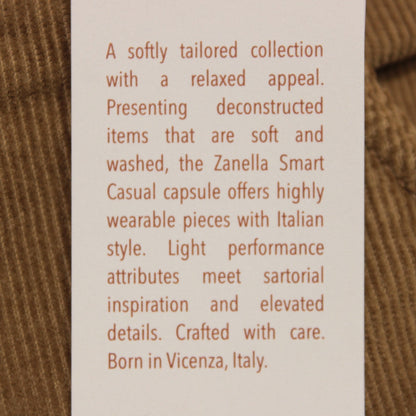 A softly tailored collection
with a relaxed appeal.
Presenting deconstructed
items that are soft and
washed, the Zanella Smart
Casual capsule offers highly
wearable pieces with Italian
style. Light performance
attributes meet sartorial
inspiration and elevated
details. Crafted with care.
Born in Vicenza, Italy.